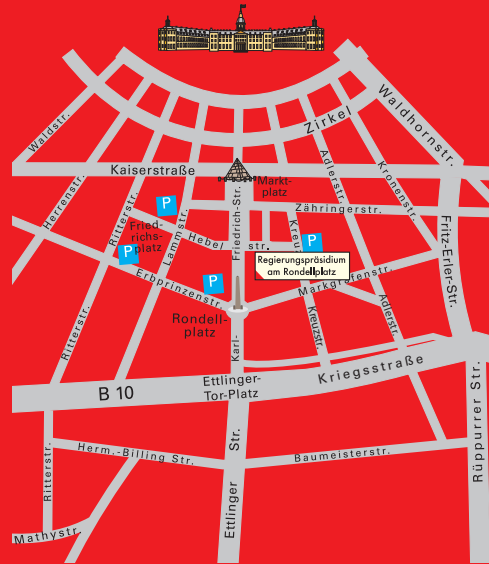 Zirkel
Waldhornstr.
Waldstr.
Kaiserstraße
Adlerstr.
Kronenstr.
Markt-
platz
Herrenstr.
Ritterstr.
P
Zähringerstr.
Friedrich-Str.
Lammstr.
Fried-
richs-
platz
P
Hebel
str.
Kreuz
P
Fritz-Erler-Str.
Regierungspräsidium
am Rondellplatz
Erbprinzenstr.
P
Markgrafenstr.
Rondell-
platz
Karl-
Kreuzstr.
Adlerstr.
Ritterstr.
B 10
Ettlinger-
Tor-Platz
Kriegsstraße
Rüppurrer Str.
Herm.-Billing Str.
Baumeisterstr.
Ettlinger Str.
Ritterstr.
Mathystr.